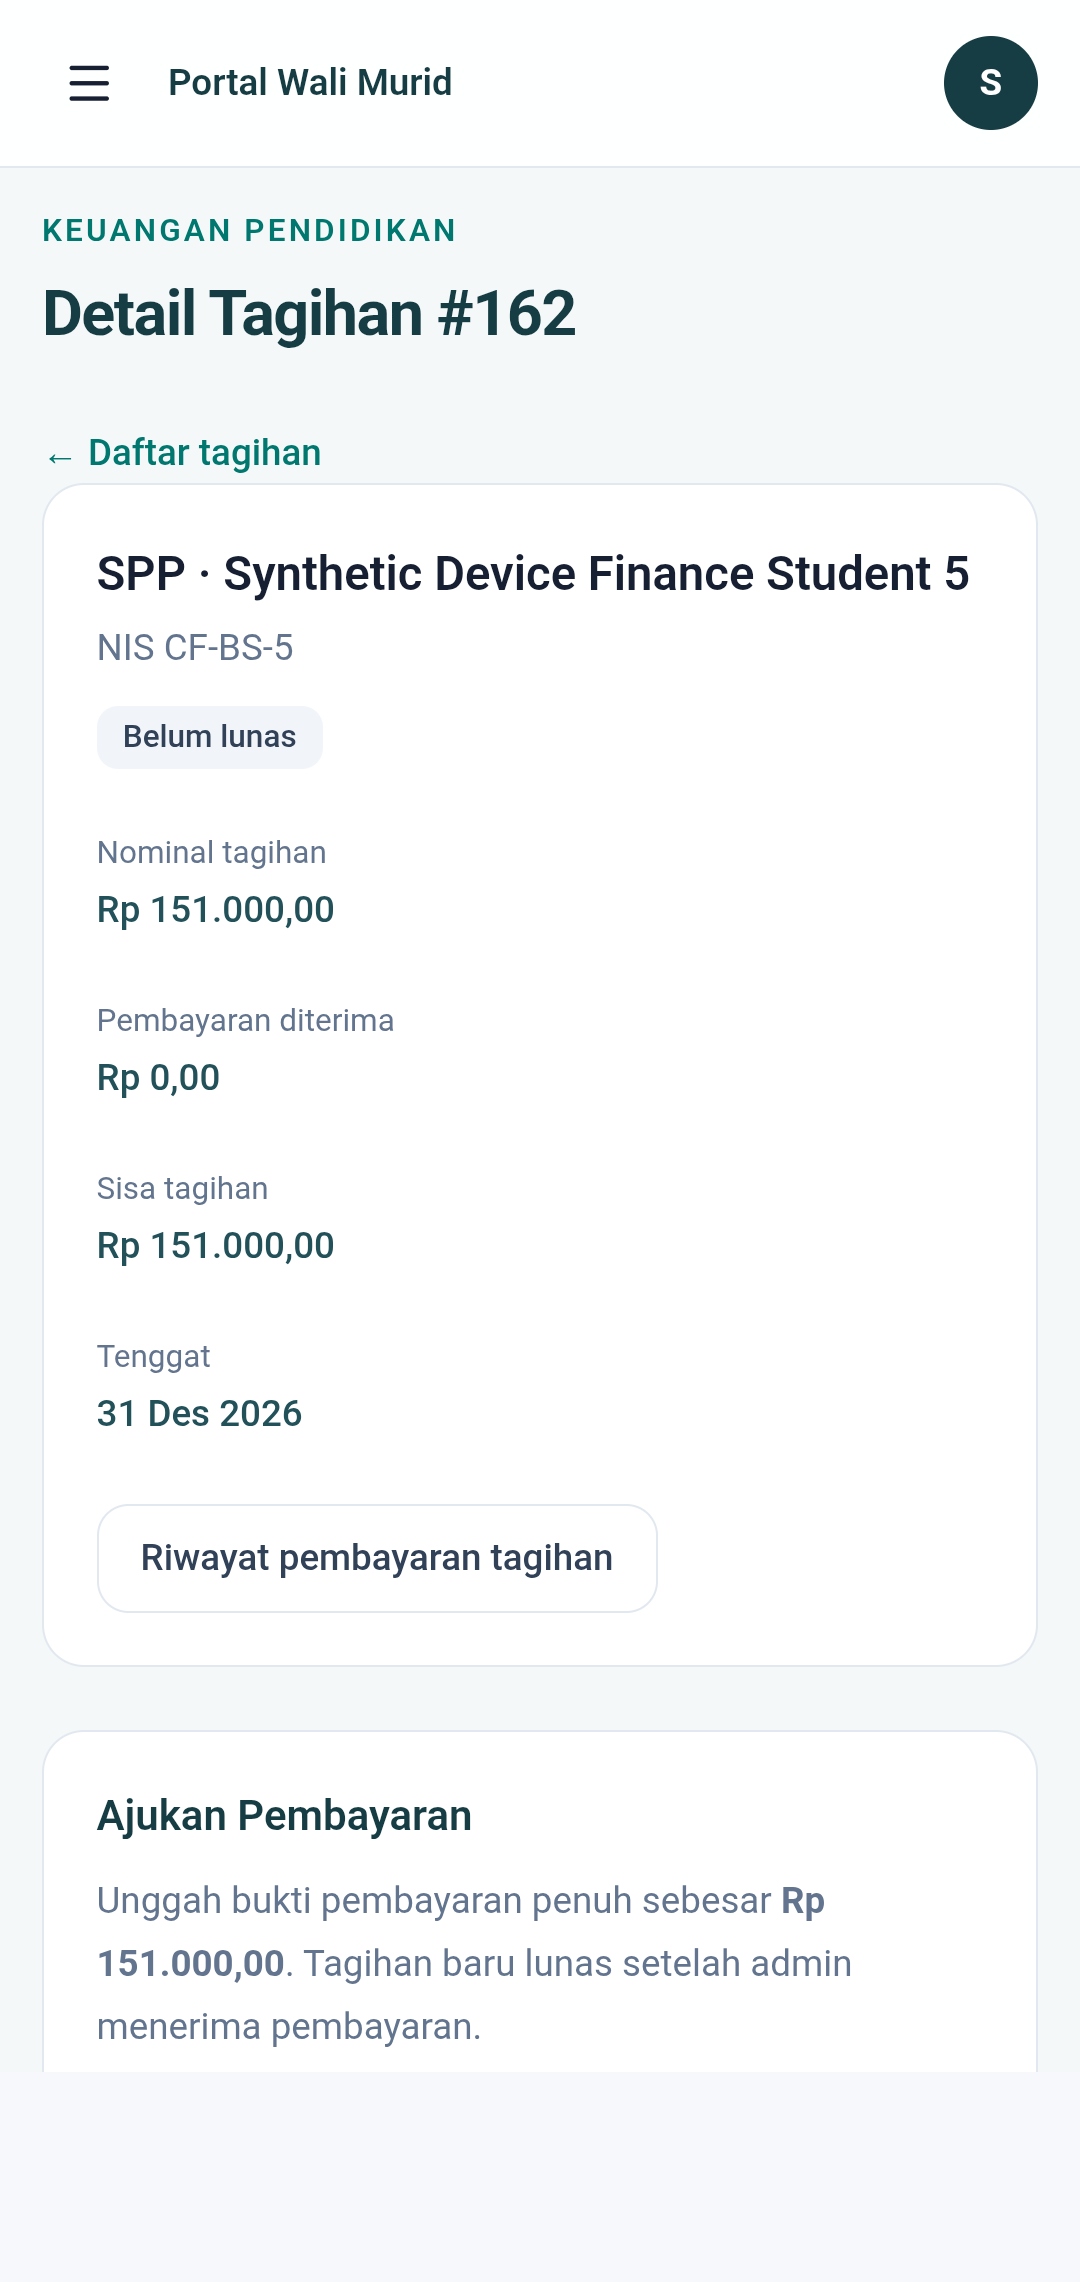 Portal Wali Murid
S
KEUANGAN PENDIDIKAN
Detail Tagihan #162
← Daftar tagihan
SPP · Synthetic Device Finance Student 5
NIS CF-BS-5
Belum lunas
Nominal tagihan
Rp 151.000,00
Pembayaran diterima
Rp 0,00
Sisa tagihan
Rp 151.000,00
Tenggat
31 Des 2026
Riwayat pembayaran tagihan
Ajukan Pembayaran
Unggah bukti pembayaran penuh sebesar Rp
151.000,00. Tagihan baru lunas setelah admin
menerima pembayaran.